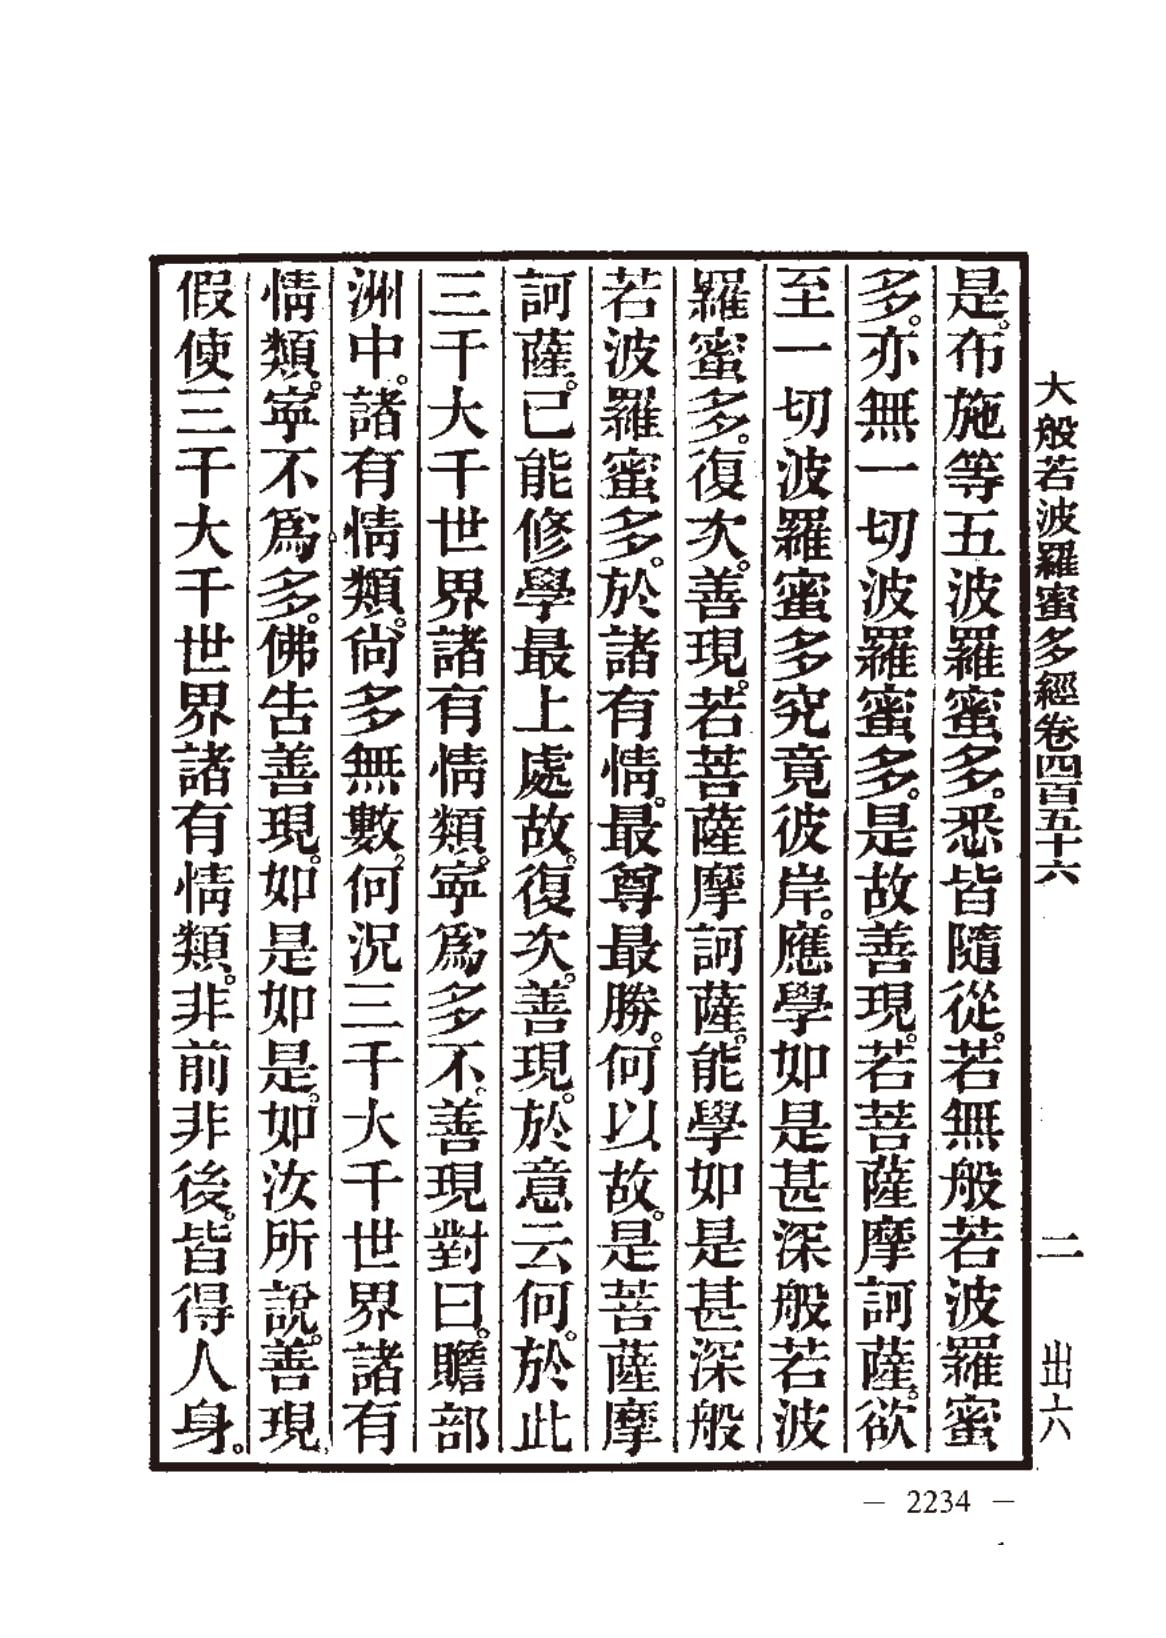 大般若波羅蜜多經卷四百五十六　二　出六
是。布施等五波羅蜜多。悉皆隨從。若無般若波羅蜜
多。亦無一切波羅蜜多。是故善現。若菩薩摩訶薩。欲
至一切波羅蜜多究竟彼岸。應學如是甚深般若波
羅蜜多。復次。善現。若菩薩摩訶薩。能學如是甚深般
若波羅蜜多。於諸有情。最尊最勝。何以故。是菩薩摩
訶薩。已能修學最上處故。復次。善現。於意云何。於此
三千大千世界諸有情類。寧爲多不。善現對曰。贍部
洲中。諸有情類。尙多無數。何況三千大千世界諸有
情類。寧不爲多。佛告善現。如是如是。如汝所說。善現。
假使三千大千世界諸有情類。非前非後。皆得人身。
— 2234 —